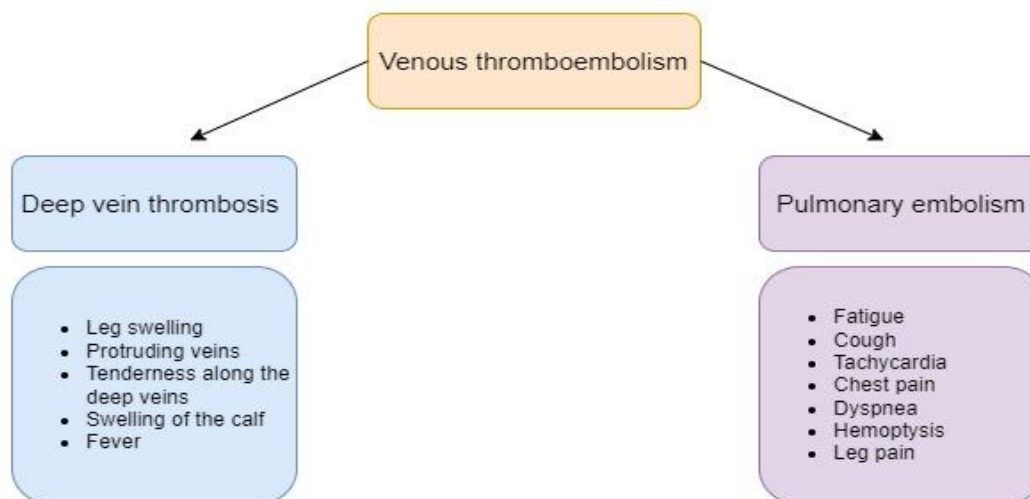 Venous thromboembolism
Deep vein thrombosis
Pulmonary embolism
• Leg swelling
• Protruding veins
• Tenderness along the
deep veins
• Swelling of the calf
• Fever
• Fatigue
• Cough
• Tachycardia
• Chest pain
• Dyspnea
• Hemoptysis
• Leg pain